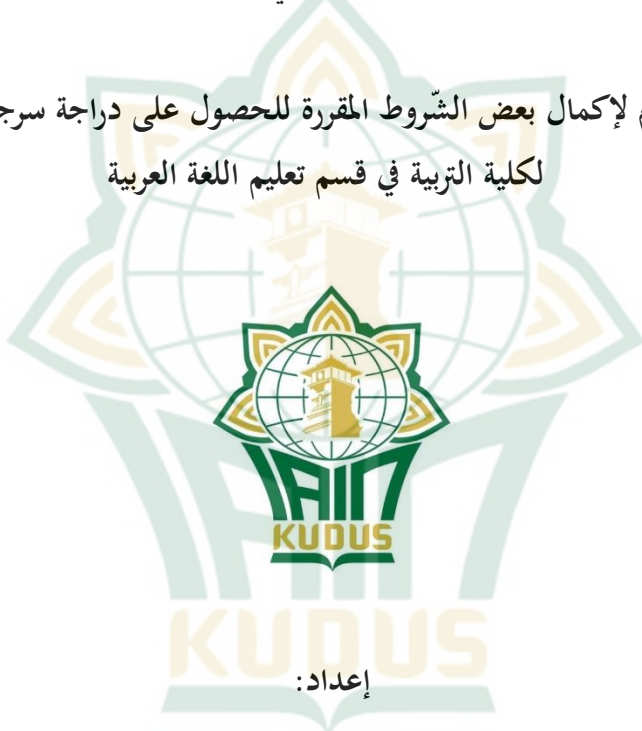 لإكمال بعض الشّروط المقررة للحصول على دراجة
لكلية التربية في قسم تعليم اللغة العربية
IAIN
KUDUS
KUDUS
إعداد: